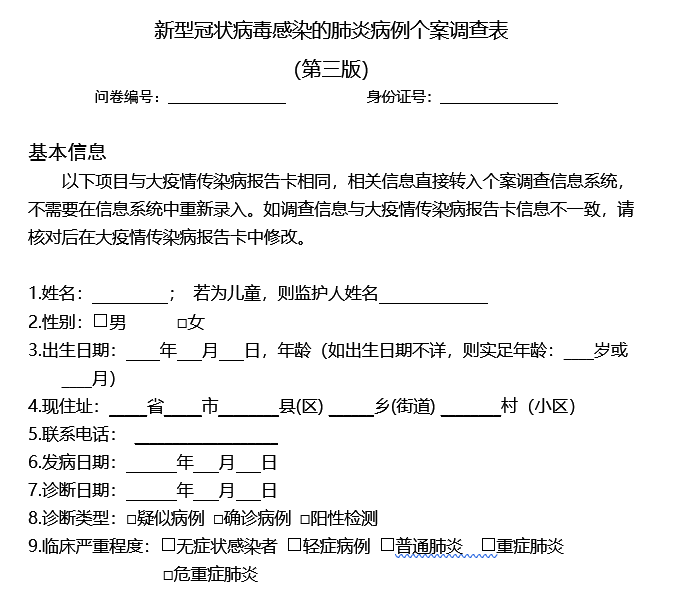 新型冠状病毒感染的肺炎病例个案调查表
(第三版)
问卷编号：______________ 身份证号：______________
基本信息
以下项目与大疫情传染病报告卡相同，相关信息直接转入个案调查信息系统，
不需要在信息系统中重新录入。如调查信息与大疫情传染病报告卡信息不一致，请
核对后在大疫情传染病报告卡中修改。
1.姓名：_________； 若为儿童，则监护人姓名_____________
2.性别：□男 □女
3.出生日期：____年__月___日，年龄（如出生日期不详，则实足年龄：____岁或
____月）
4.现住址：_____省_____市________县(区) ______乡(街道) ________村（小区）
5.联系电话：_________________
6.发病日期：______年___月___日
7.诊断日期：______年___月___日
8.诊断类型：□疑似病例 □确诊病例 □阳性检测
9.临床严重程度：□无症状感染者 □轻症病例 □普通肺炎 □重症肺炎
□危重症肺炎